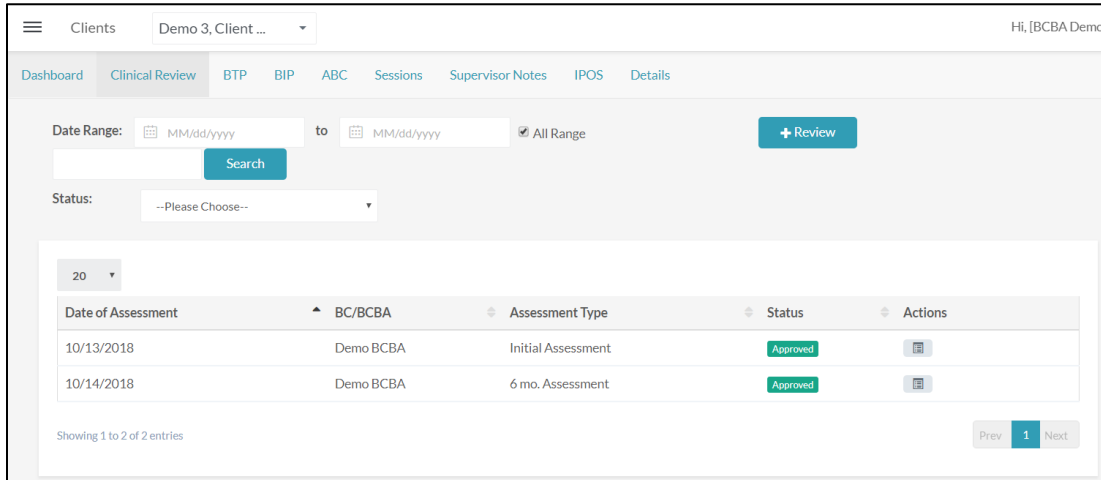 Clients Demo 3, Client ... Hi, [BCBA Demo
Dashboard Clinical Review BTP BIP ABC Sessions Supervisor Notes IPOS Details
Date Range: MM/dd/yyyy to MM/dd/yyyy All Range + Review
Search
Status: --Please Choose--
20
Date of Assessment BC/BCBA Assessment Type Status Actions
10/13/2018 Demo BCBA Initial Assessment Approved
10/14/2018 Demo BCBA 6 mo. Assessment Approved
Showing 1 to 2 of 2 entries Prev 1 Next